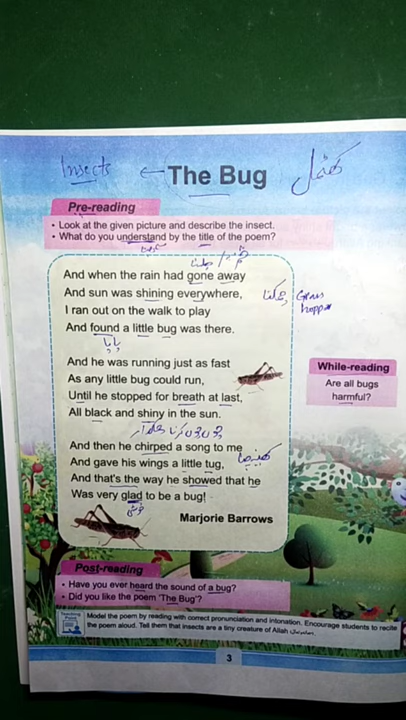 Insects ← The Bug کھٹمل
Pre-reading
• Look at the given picture and describe the insect.
• What do you understand by the title of the poem?
And when the rain had gone away
And sun was shining everywhere, چمکنا Grass hopper
I ran out on the walk to play
And found a little bug was there.
And he was running just as fast
As any little bug could run,
Until he stopped for breath at last,
All black and shiny in the sun.
While-reading
Are all bugs
harmful?
And then he chirped a song to me
And gave his wings a little tug, کھینچنا
And that's the way he showed that he
Was very glad to be a bug!
خوش
Marjorie Barrows
Post-reading
• Have you ever heard the sound of a bug?
• Did you like the poem 'The Bug'?
Teaching Point
Model the poem by reading with correct pronunciation and intonation. Encourage students to recite
the poem aloud. Tell them that insects are a tiny creature of Allah
3